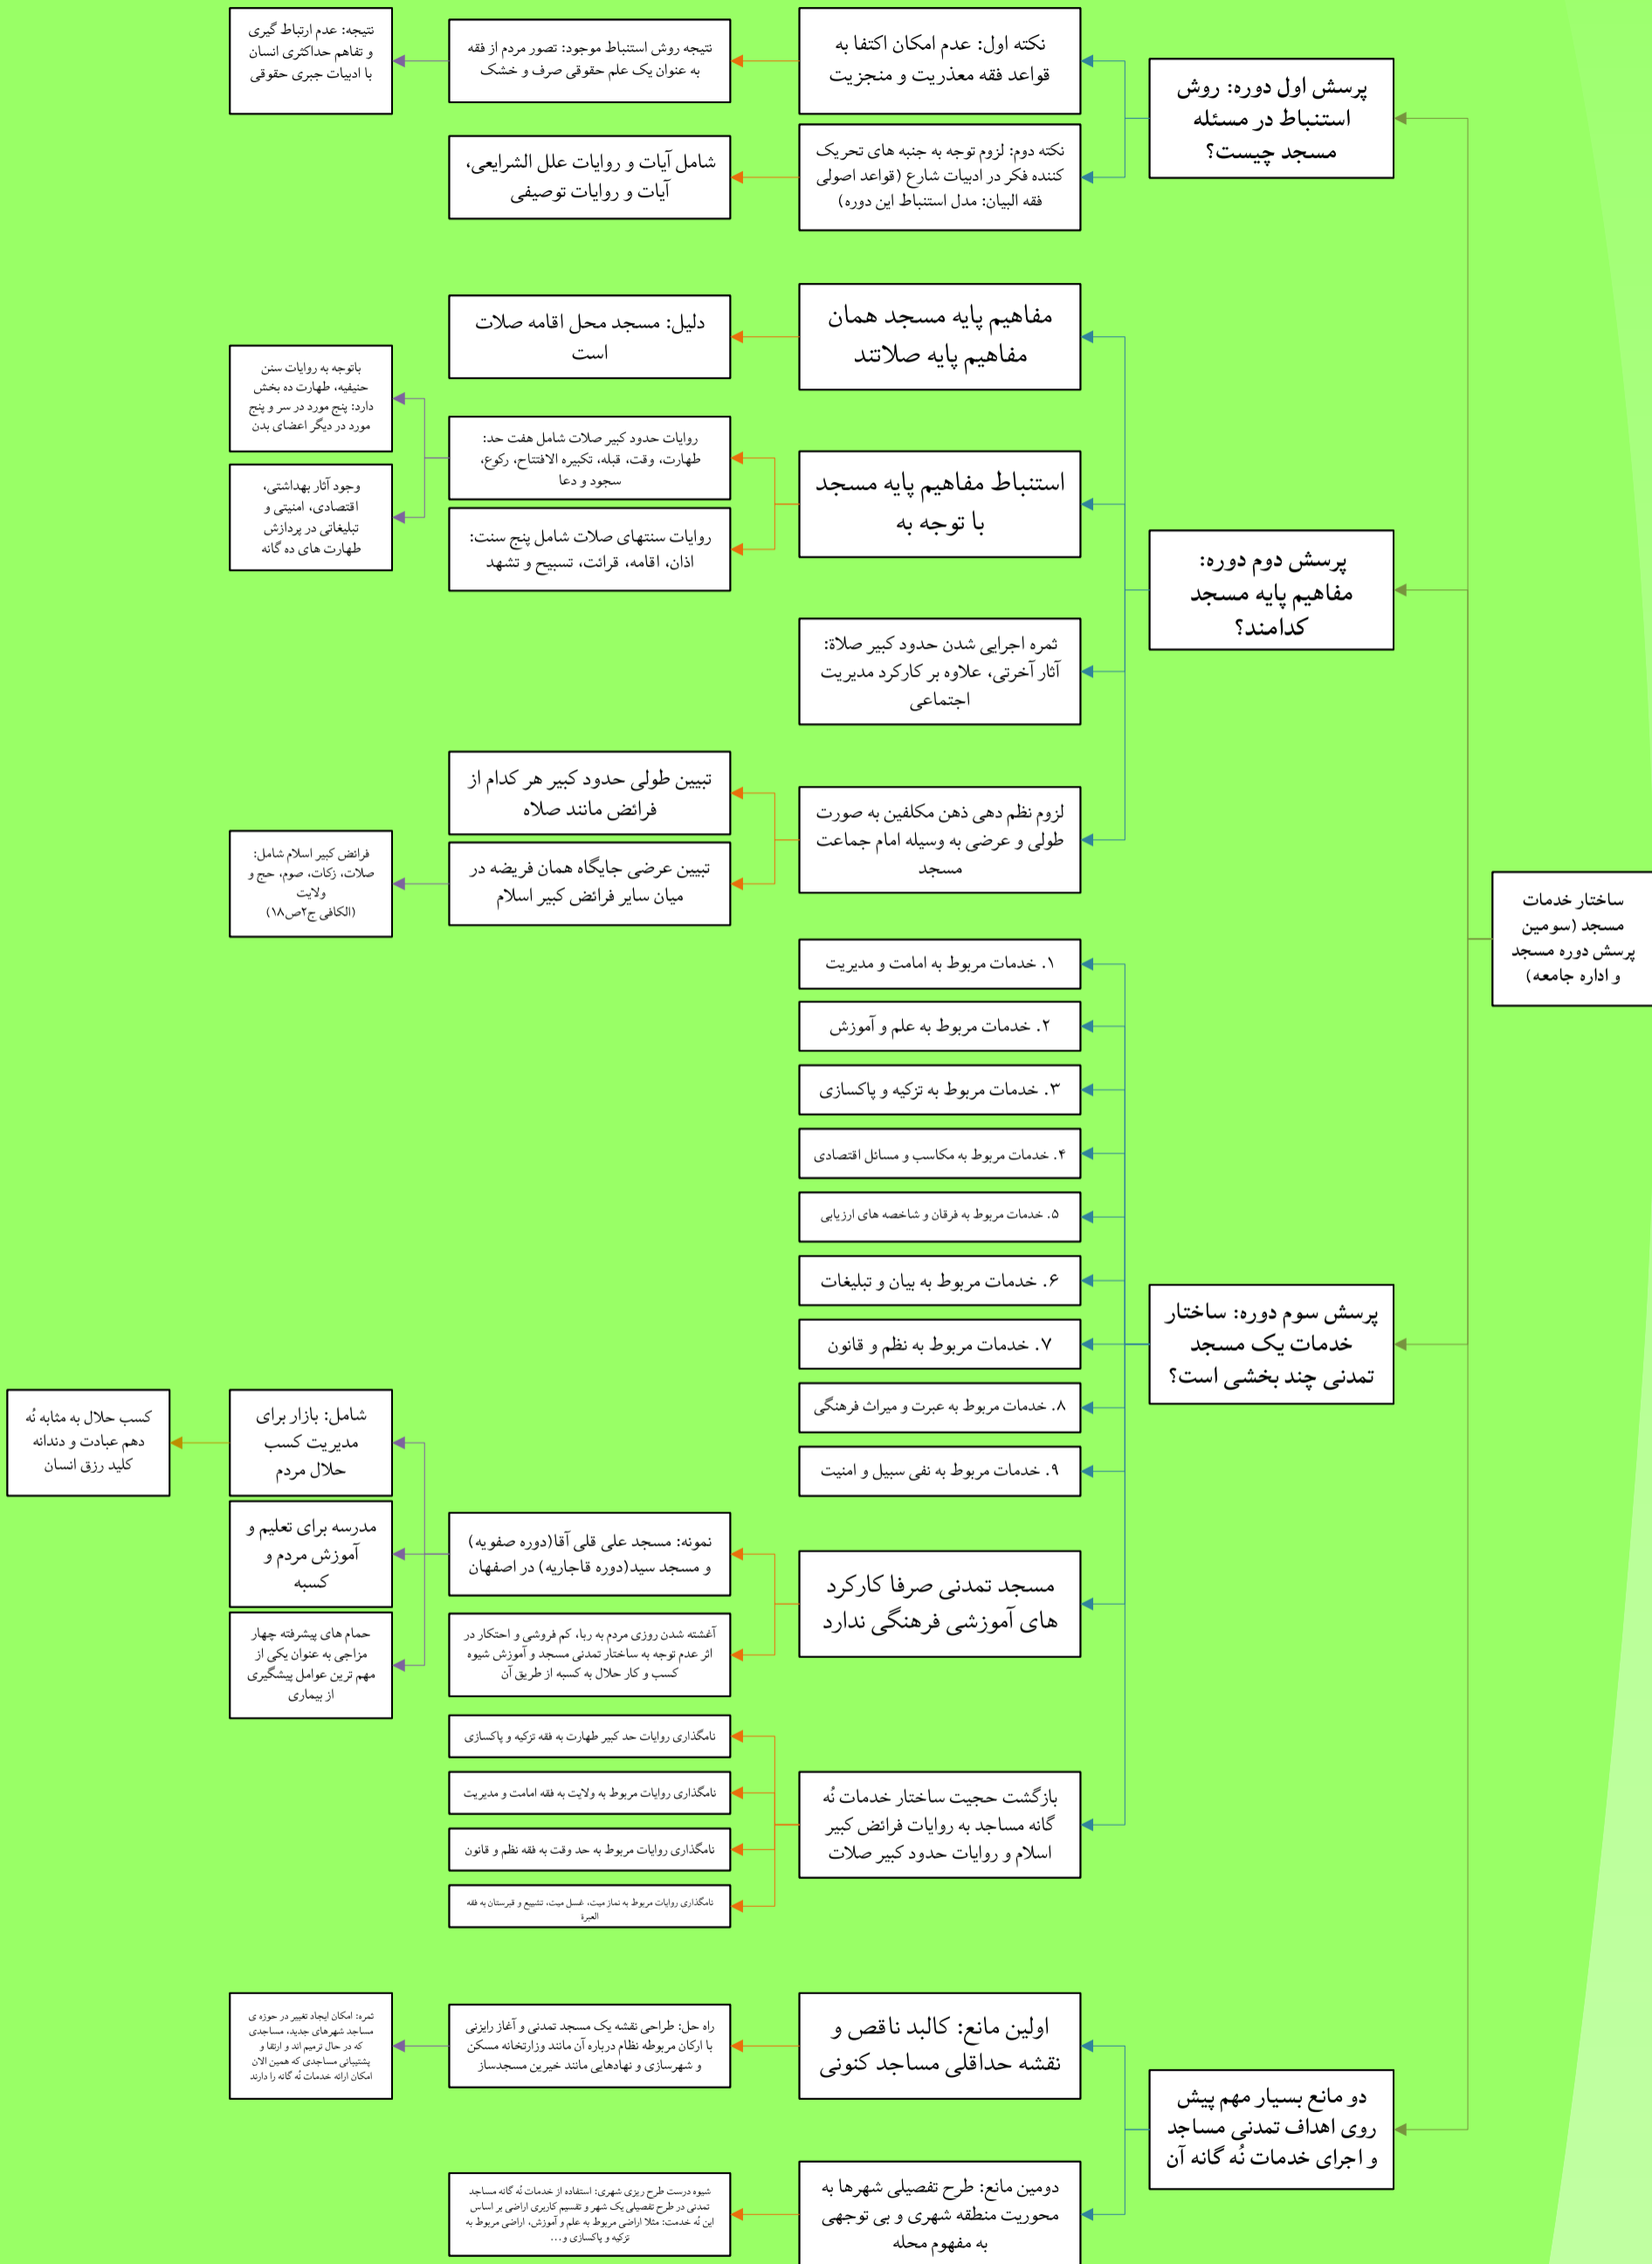 ساختار خدمات
مسجد (سومین
پرسش دوره مسجد
و اداره جامعه)
پرسش اول دوره: روش
استنباط در مسئله
مسجد چیست؟
نکته اول: عدم امکان اکتفا به
قواعد فقه معذریت و منجزیت
نتیجه روش استنباط موجود: تصور مردم از فقه
به عنوان یک علم حقوقی صرف و خشک
نتیجه: عدم ارتباط گیری
و تفاهم حداکثری انسان
با ادبیات جبری حقوقی
نکته دوم: لزوم توجه به جنبه های تحریک
کننده فکر در ادبیات شارع (قواعد اصولی
فقه البیان: مدل استنباط این دوره)
شامل آیات و روایات علل الشرایعی،
آیات و روایات توصیفی
پرسش دوم دوره:
مفاهیم پایه مسجد
کدامند؟
مفاهیم پایه مسجد همان
مفاهیم پایه صلاتند
دلیل: مسجد محل اقامه صلات
است
استنباط مفاهیم پایه مسجد
با توجه به
روایات حدود کبیر صلات شامل هفت حد:
طهارت، وقت، قبله، تکبیره الافتتاح، رکوع،
سجود و دعا
باتوجه به روایات سنن
حنیفیه، طهارت ده بخش
دارد: پنج مورد در سر و پنج
مورد در دیگر اعضای بدن
وجود آثار بهداشتی،
اقتصادی، امنیتی و
تبلیغاتی در پردازش
طهارت های ده گانه
روایات سنتهای صلات شامل پنج سنت:
اذان، اقامه، قرائت، تسبیح و تشهد
ثمره اجرایی شدن حدود کبیر صلاة:
آثار آخرتی، علاوه بر کارکرد مدیریت
اجتماعی
لزوم نظم دهی ذهن مکلفین به صورت
طولی و عرضی به وسیله امام جماعت
مسجد
تبیین طولی حدود کبیر هر کدام از
فرائض مانند صلاه
تبیین عرضی جایگاه همان فریضه در
میان سایر فرائض کبیر اسلام
فرائض کبیر اسلام شامل:
صلات، زکات، صوم، حج و
ولایت
(الکافی ج۲ص۱۸)
پرسش سوم دوره: ساختار
خدمات یک مسجد
تمدنی چند بخشی است؟
۱. خدمات مربوط به امامت و مدیریت
۲. خدمات مربوط به علم و آموزش
۳. خدمات مربوط به تزکیه و پاکسازی
۴. خدمات مربوط به مکاسب و مسائل اقتصادی
۵. خدمات مربوط به فرقان و شاخصه های ارزیابی
۶. خدمات مربوط به بیان و تبلیغات
۷. خدمات مربوط به نظم و قانون
۸. خدمات مربوط به عبرت و میراث فرهنگی
۹. خدمات مربوط به نفی سبیل و امنیت
مسجد تمدنی صرفا کارکرد
های آموزشی فرهنگی ندارد
نمونه: مسجد علی قلی آقا(دوره صفویه)
و مسجد سید(دوره قاجاریه) در اصفهان
شامل: بازار برای
مدیریت کسب
حلال مردم
کسب حلال به مثابه نُه
دهم عبادت و دندانه
کلید رزق انسان
مدرسه برای تعلیم و
آموزش مردم و
کسبه
حمام های پیشرفته چهار
مزاجی به عنوان یکی از
مهم ترین عوامل پیشگیری
از بیماری
آغشته شدن روزی مردم به ربا، کم فروشی و احتکار در
اثر عدم توجه به ساختار تمدنی مسجد و آموزش شیوه
کسب و کار حلال به کسبه از طریق آن
بازگشت حجیت ساختار خدمات نُه
گانه مساجد به روایات فرائض کبیر
اسلام و روایات حدود کبیر صلات
نامگذاری روایات حد کبیر طهارت به فقه تزکیه و پاکسازی
نامگذاری روایات مربوط به ولایت به فقه امامت و مدیریت
نامگذاری روایات مربوط به حد وقت به فقه نظم و قانون
نامگذاری روایات مربوط به نماز میت، غسل میت، تشییع و قبرستان به فقه
العبرة
دو مانع بسیار مهم پیش
روی اهداف تمدنی مساجد
و اجرای خدمات نُه گانه آن
اولین مانع: کالبد ناقص و
نقشه حداقلی مساجد کنونی
راه حل: طراحی نقشه یک مسجد تمدنی و آغاز رایزنی
با ارکان مربوطه نظام درباره آن مانند وزارتخانه مسکن
و شهرسازی و نهادهایی مانند خیرین مسجدساز
ثمره: امکان ایجاد تغییر در حوزه ی
مساجد شهرهای جدید، مساجدی
که در حال ترمیم اند و ارتقا و
پشتیبانی مساجدی که همین الان
امکان ارائه خدمات نُه گانه را دارند
دومین مانع: طرح تفصیلی شهرها به
محوریت منطقه شهری و بی توجهی
به مفهوم محله
شیوه درست طرح ریزی شهری: استفاده از خدمات نُه گانه مساجد
تمدنی در طرح تفصیلی یک شهر و تقسیم کاربری اراضی بر اساس
این نُه خدمت: مثلا اراضی مربوط به علم و آموزش، اراضی مربوط به
تزکیه و پاکسازی و...